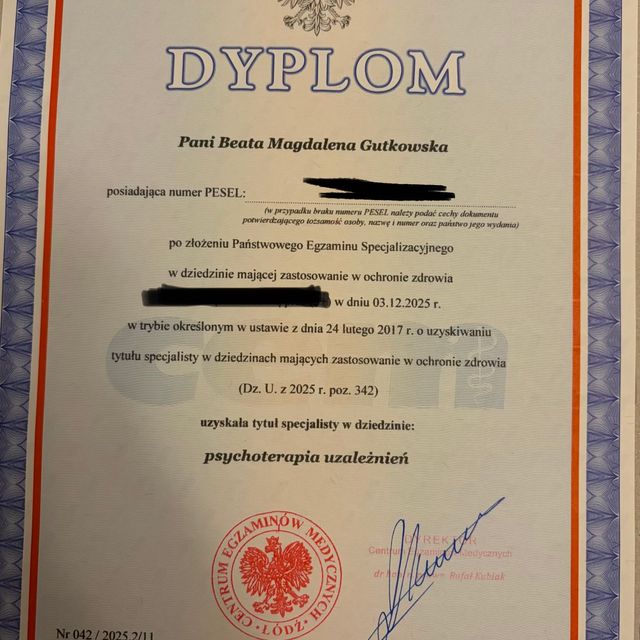 DYPLOM
Pani Beata Magdalena Gutkowska
posiadająca numer PESEL:
(w przypadku braku numeru PESEL należy podać cechy dokumentu
potwierdzającego tożsamość osoby, nazwę i numer oraz państwo jego wydania)
po złożeniu Państwowego Egzaminu Specjalizacyjnego
w dziedzinie mającej zastosowanie w ochronie zdrowia
w dniu 03.12.2025 r.
w trybie określonym w ustawie z dnia 24 lutego 2017 r. o uzyskiwaniu
tytułu specjalisty w dziedzinach mających zastosowanie w ochronie zdrowia
(Dz. U. z 2025 r. poz. 342)
uzyskała tytuł specjalisty w dziedzinie:
psychoterapia uzależnień
CENTRUM EGZAMINÓW MEDYCZNYCH
ŁÓDŹ
DYREKTOR
Centrum Egzaminów Medycznych
Rafał Kubiak
Nr 042 / 2025.2/11